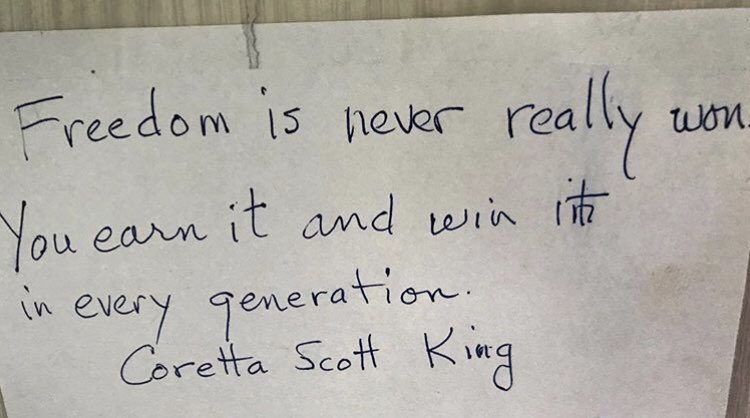 Freedom is never really won.
You earn it and win it
in every generation.
Coretta Scott King